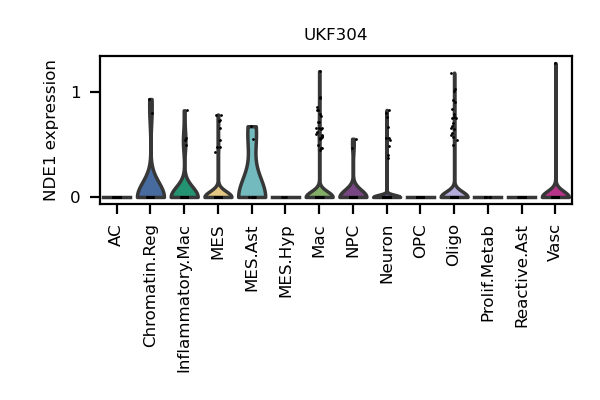 UKF304
NDE1 expression
1
0
AC
Chromatin.Reg
Inflammatory.Mac
MES
MES.Ast
MES.Hyp
Mac
NPC
Neuron
OPC
Oligo
Prolif.Metab
Reactive.Ast
Vasc